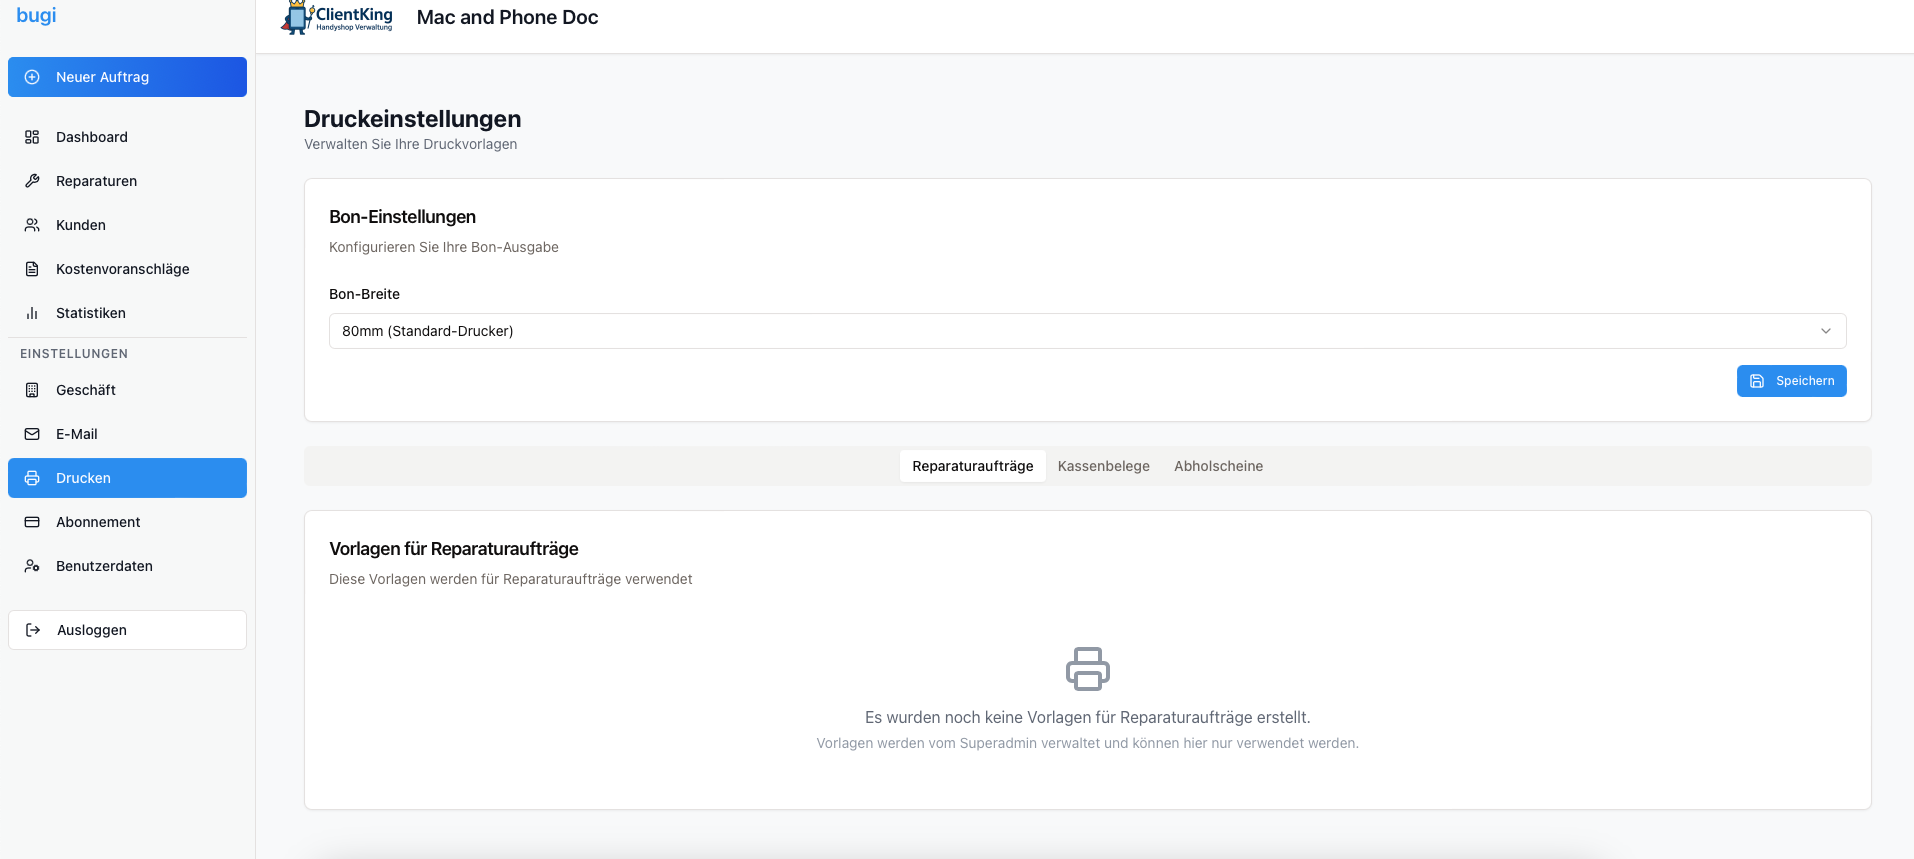 bugi
Neuer Auftrag
Dashboard
Reparaturen
Kunden
Kostenvoranschläge
Statistiken
EINSTELLUNGEN
Geschäft
E-Mail
Drucken
Abonnement
Benutzerdaten
Ausloggen
ClientKing
Handyshop Verwaltung
Mac and Phone Doc
Druckeinstellungen
Verwalten Sie Ihre Druckvorlagen
Bon-Einstellungen
Konfigurieren Sie Ihre Bon-Ausgabe
Bon-Breite
80mm (Standard-Drucker)
Speichern
Reparaturaufträge Kassenbelege Abholscheine
Vorlagen für Reparaturaufträge
Diese Vorlagen werden für Reparaturaufträge verwendet
Es wurden noch keine Vorlagen für Reparaturaufträge erstellt.
Vorlagen werden vom Superadmin verwaltet und können hier nur verwendet werden.